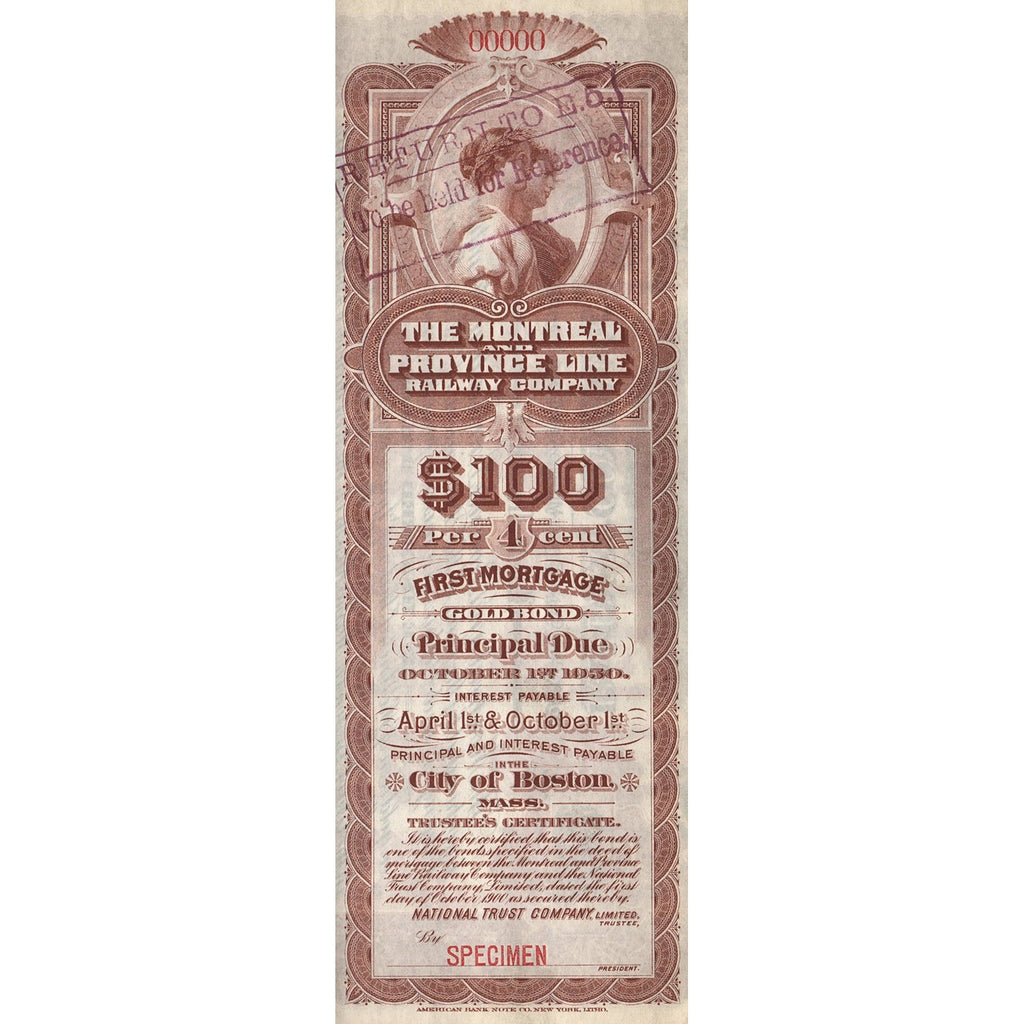 00000
RETURN TO E.5.
To be held for Reference.
THE MONTREAL
AND
PROVINCE LINE
RAILWAY COMPANY
$100
Per 4 cent
FIRST MORTGAGE
GOLD BOND
Principal Due
OCTOBER 1ST 1950.
INTEREST PAYABLE
April 1st & October 1st
PRINCIPAL AND INTEREST PAYABLE
IN THE
City of Boston,
MASS.
TRUSTEE'S CERTIFICATE.
It is hereby certified that this bond is
one of the bonds specified in the deed of
mortgage between the Montreal and Province
Line Railway Company, and the National
Trust Company, Limited, dated the first
day of October 1900 as secured thereby.
NATIONAL TRUST COMPANY, LIMITED,
TRUSTEE,
By
SPECIMEN
PRESIDENT.
AMERICAN BANK NOTE CO. NEW YORK, LITHO.